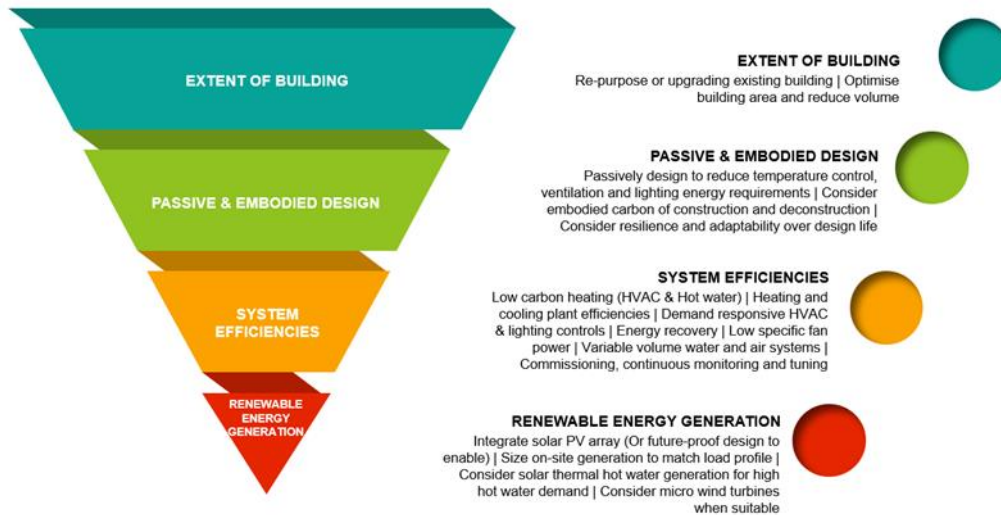 EXTENT OF BUILDING
PASSIVE & EMBODIED DESIGN
SYSTEM
EFFICIENCIES
RENEWABLE
ENERGY
GENERATION
EXTENT OF BUILDING
Re-purpose or upgrading existing building | Optimise
building area and reduce volume
PASSIVE & EMBODIED DESIGN
Passively design to reduce temperature control,
ventilation and lighting energy requirements | Consider
embodied carbon of construction and deconstruction |
Consider resilience and adaptability over design life
SYSTEM EFFICIENCIES
Low carbon heating (HVAC & Hot water) | Heating and
cooling plant efficiencies | Demand responsive HVAC
& lighting controls | Energy recovery | Low specific fan
power | Variable volume water and air systems |
Commissioning, continuous monitoring and tuning
RENEWABLE ENERGY GENERATION
Integrate solar PV array (Or future-proof design to
enable) | Size on-site generation to match load profile |
Consider solar thermal hot water generation for high
hot water demand | Consider micro wind turbines
when suitable